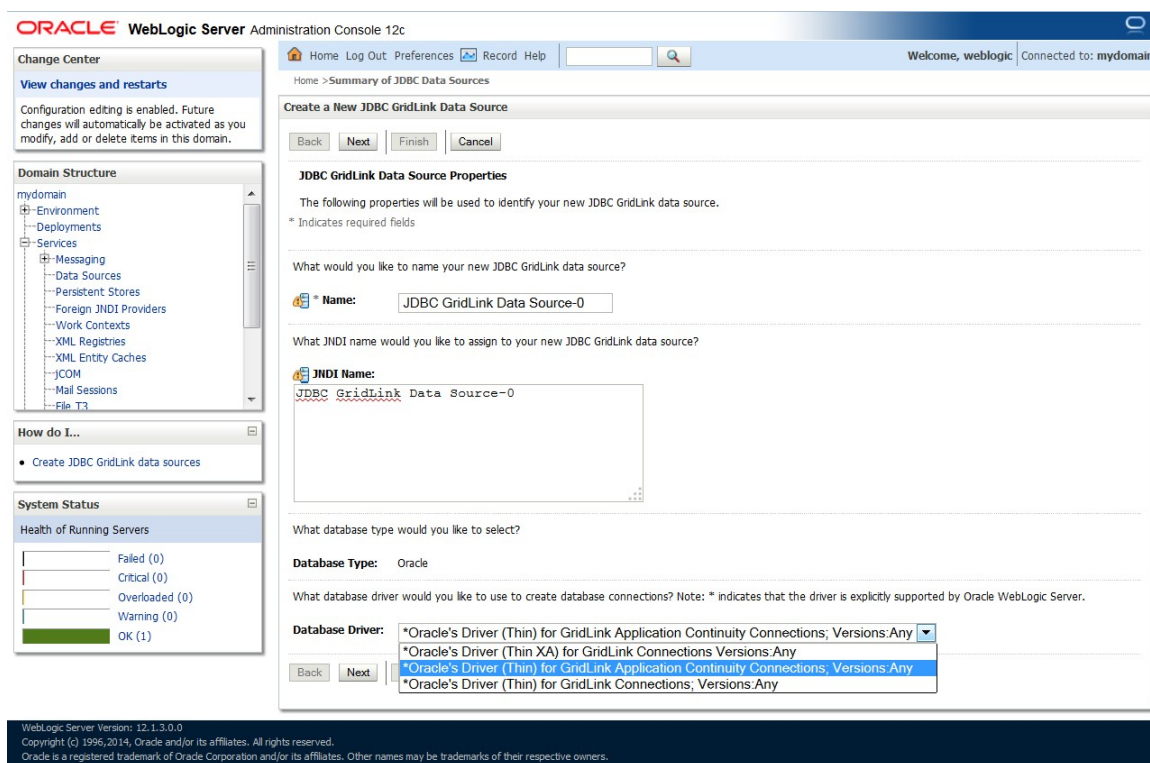 ORACLE WebLogic Server Administration Console 12c
Change Center
View changes and restarts
Configuration editing is enabled. Future
changes will automatically be activated as you
modify, add or delete items in this domain.
Domain Structure
mydomain
Environment
Deployments
Services
Messaging
Data Sources
Persistent Stores
Foreign JNDI Providers
Work Contexts
XML Registries
XML Entity Caches
jCOM
Mail Sessions
File T3
How do I...
Create JDBC GridLink data sources
System Status
Health of Running Servers
Failed (0)
Critical (0)
Overloaded (0)
Warning (0)
OK (1)
Home Log Out Preferences Record Help
Welcome, weblogic Connected to: mydomain
Home >Summary of JDBC Data Sources
Create a New JDBC GridLink Data Source
Back Next Finish Cancel
JDBC GridLink Data Source Properties
The following properties will be used to identify your new JDBC GridLink data source.
* Indicates required fields
What would you like to name your new JDBC GridLink data source?
* Name: JDBC GridLink Data Source-0
What JNDI name would you like to assign to your new JDBC GridLink data source?
JNDI Name:
JDBC GridLink Data Source-0
What database type would you like to select?
Database Type: Oracle
What database driver would you like to use to create database connections? Note: * indicates that the driver is explicitly supported by Oracle WebLogic Server.
Database Driver: *Oracle's Driver (Thin) for GridLink Application Continuity Connections; Versions:Any
*Oracle's Driver (Thin XA) for GridLink Connections Versions:Any
*Oracle's Driver (Thin) for GridLink Application Continuity Connections; Versions:Any
*Oracle's Driver (Thin) for GridLink Connections; Versions:Any
Back Next
WebLogic Server Version: 12.1.3.0.0
Copyright (c) 1996,2014, Oracle and/or its affiliates. All rights reserved.
Oracle is a registered trademark of Oracle Corporation and/or its affiliates. Other names may be trademarks of their respective owners.